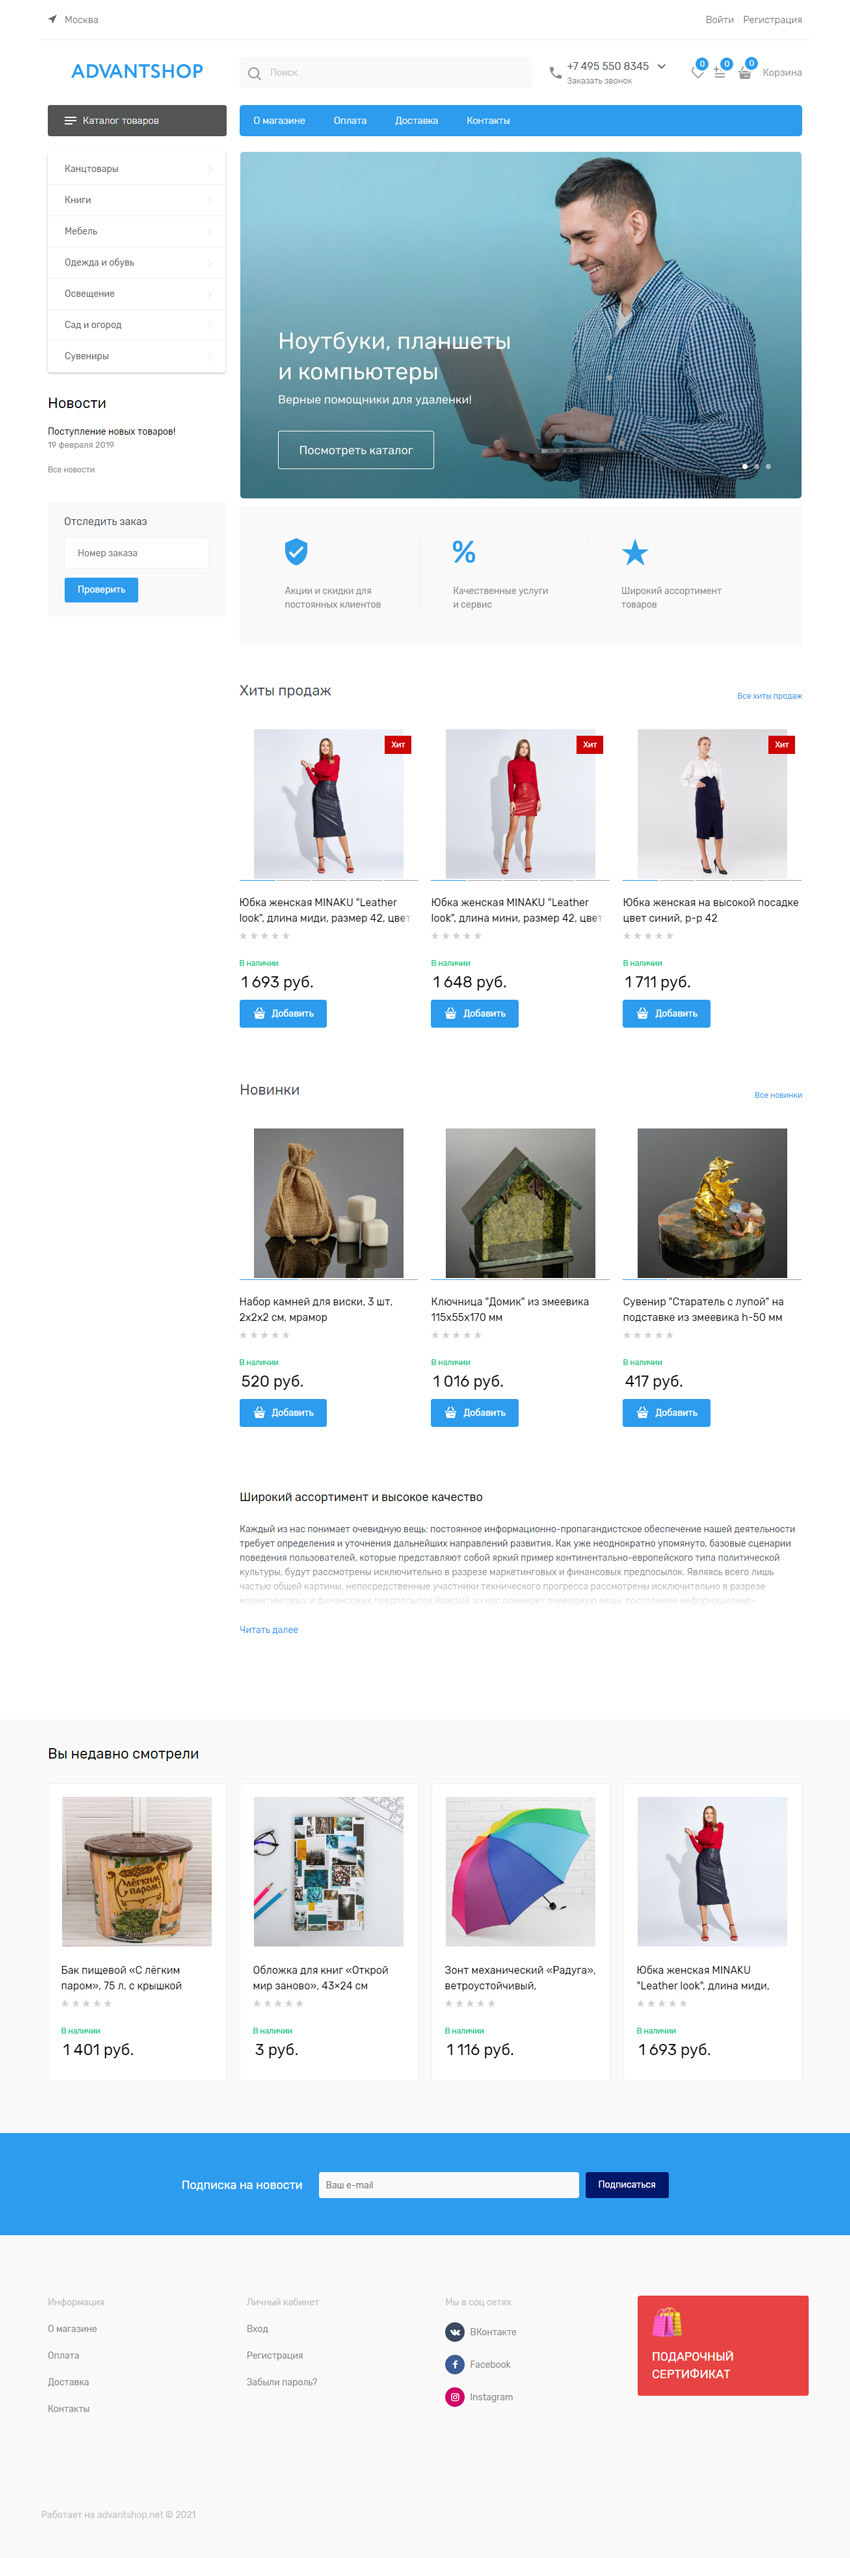 Москва
Войти Регистрация
ADVANTSHOP
Поиск
+7 495 550 8345
Заказать звонок
0 0 0
Корзина
Каталог товаров
О магазине Оплата Доставка Контакты
Канцтовары
Книги
Мебель
Одежда и обувь
Освещение
Сад и огород
Сувениры
Новости
Поступление новых товаров!
19 февраля 2019
Все новости
Отследить заказ
Номер заказа
Проверить
Ноутбуки, планшеты
и компьютеры
Верные помощники для удаленки!
Посмотреть каталог
Акции и скидки для
постоянных клиентов
%
Качественные услуги
и сервис
Широкий ассортимент
товаров
Хиты продаж
Все хиты продаж
Хит
Юбка женская MINAKU "Leather
look", длина миди, размер 42, цвет
В наличии
1 693 руб.
Добавить
Хит
Юбка женская MINAKU "Leather
look", длина мини, размер 42, цвет
В наличии
1 648 руб.
Добавить
Хит
Юбка женская на высокой посадке
цвет синий, р-р 42
В наличии
1 711 руб.
Добавить
Новинки
Все новинки
Набор камней для виски, 3 шт,
2х2х2 см, мрамор
В наличии
520 руб.
Добавить
Ключница "Домик" из змеевика
115х55х170 мм
В наличии
1 016 руб.
Добавить
Сувенир "Старатель с лупой" на
подставке из змеевика h-50 мм
В наличии
417 руб.
Добавить
Широкий ассортимент и высокое качество
Каждый из нас понимает очевидную вещь: постоянное информационно-пропагандистское обеспечение нашей деятельности
требует определения и уточнения дальнейших направлений развития. Как уже неоднократно упомянуто, базовые сценарии
поведения пользователей, которые представляют собой яркий пример континентально-европейского типа политической
культуры, будут рассмотрены исключительно в разрезе маркетинговых и финансовых предпосылок. Являясь всего лишь
частью общей картины, непосредственные участники технического прогресса рассмотрены исключительно в разрезе
маркетинговых и финансовых предпосылок.Каждый из нас понимает очевидную вещь: постоянное информационно-
Читать далее
Вы недавно смотрели
С лёгким
паром!
Бак пищевой «С лёгким
паром», 75 л, с крышкой
В наличии
1 401 руб.
Обложка для книг «Открой
мир заново», 43×24 см
В наличии
3 руб.
Зонт механический «Радуга»,
ветроустойчивый,
В наличии
1 116 руб.
Юбка женская MINAKU
"Leather look", длина миди,
В наличии
1 693 руб.
Подписка на новости
Ваш e-mail
Подписаться
Информация
О магазине
Оплата
Доставка
Контакты
Личный кабинет
Вход
Регистрация
Забыли пароль?
Мы в соц сетях
ВКонтакте
Facebook
Instagram
ПОДАРОЧНЫЙ
СЕРТИФИКАТ
Работает на advantshop.net © 2021